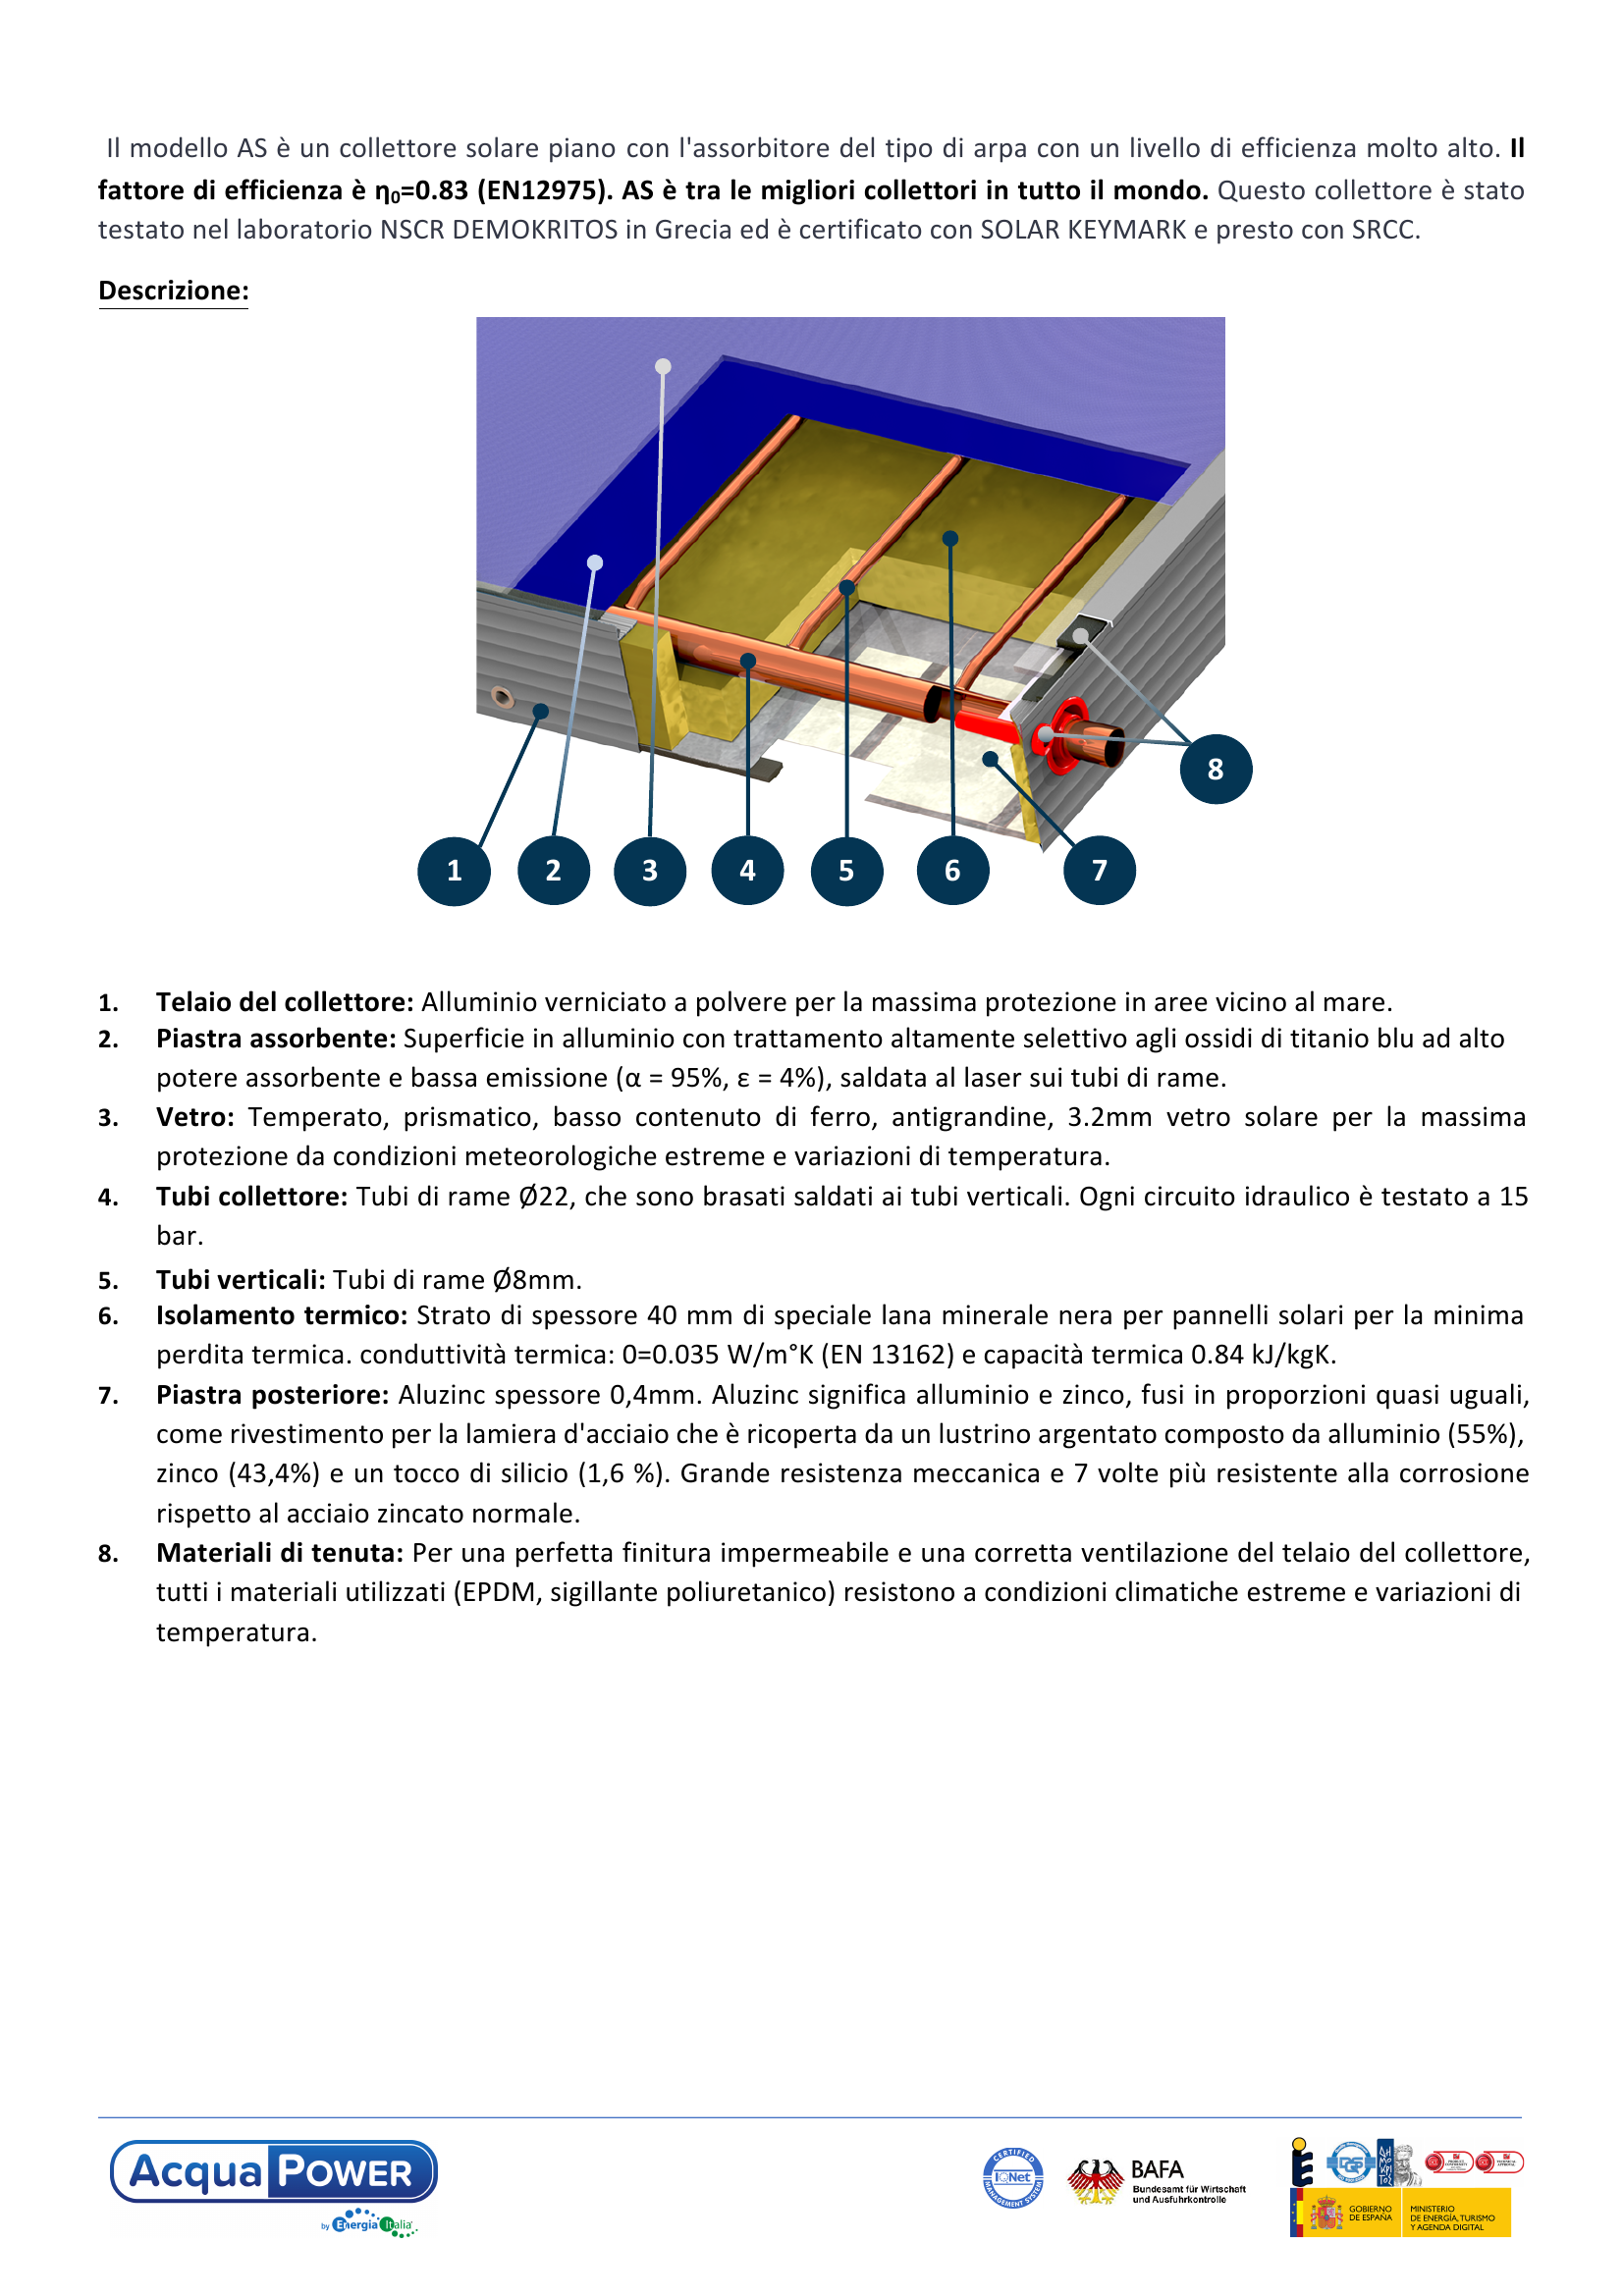 Il modello AS è un collettore solare piano con l'assorbitore del tipo di arpa con un livello di efficienza molto alto. Il
fattore di efficienza è η₀=0.83 (EN12975). AS è tra le migliori collettori in tutto il mondo. Questo collettore è stato
testato nel laboratorio NSCR DEMOKRITOS in Grecia ed è certificato con SOLAR KEYMARK e presto con SRCC.
Descrizione:
8
1 2 3 4 5 6 7
1. Telaio del collettore: Alluminio verniciato a polvere per la massima protezione in aree vicino al mare.
2. Piastra assorbente: Superficie in alluminio con trattamento altamente selettivo agli ossidi di titanio blu ad alto
potere assorbente e bassa emissione (α = 95%, ε = 4%), saldata al laser sui tubi di rame.
3. Vetro: Temperato, prismatico, basso contenuto di ferro, antigrandine, 3.2mm vetro solare per la massima
protezione da condizioni meteorologiche estreme e variazioni di temperatura.
4. Tubi collettore: Tubi di rame Ø22, che sono brasati saldati ai tubi verticali. Ogni circuito idraulico è testato a 15
bar.
5. Tubi verticali: Tubi di rame Ø8mm.
6. Isolamento termico: Strato di spessore 40 mm di speciale lana minerale nera per pannelli solari per la minima
perdita termica. conduttività termica: 0=0.035 W/m°K (EN 13162) e capacità termica 0.84 kJ/kgK.
7. Piastra posteriore: Aluzinc spessore 0,4mm. Aluzinc significa alluminio e zinco, fusi in proporzioni quasi uguali,
come rivestimento per la lamiera d'acciaio che è ricoperta da un lustrino argentato composto da alluminio (55%),
zinco (43,4%) e un tocco di silicio (1,6 %). Grande resistenza meccanica e 7 volte più resistente alla corrosione
rispetto al acciaio zincato normale.
8. Materiali di tenuta: Per una perfetta finitura impermeabile e una corretta ventilazione del telaio del collettore,
tutti i materiali utilizzati (EPDM, sigillante poliuretanico) resistono a condizioni climatiche estreme e variazioni di
temperatura.
Acqua POWER
by Energia Italia
CERTIFIED
IQNet
MANAGEMENT SYSTEM
BAFA
Bundesamt für Wirtschaft
und Ausfuhrkontrolle
DQS
ΔΗΜΟΚΡΙΤΟΣ
GOBIERNO
DE ESPAÑA
MINISTERIO
DE ENERGÍA, TURISMO
Y AGENDA DIGITAL